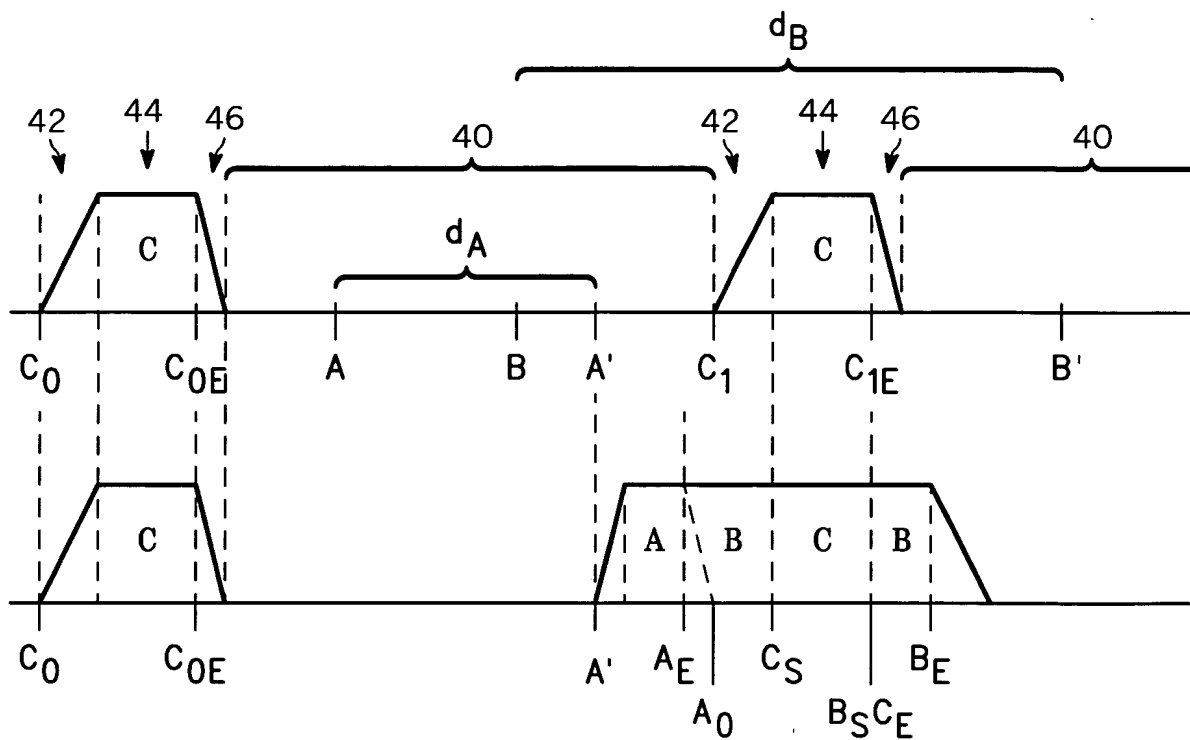 d_B
42 44 46 40 42 44 46 40
C d_A C
C_0 C_0E A B A' C_1 C_1E B'
C A B C B
C_0 C_0E A' A_E C_S B_E
A_0 B_S C_E